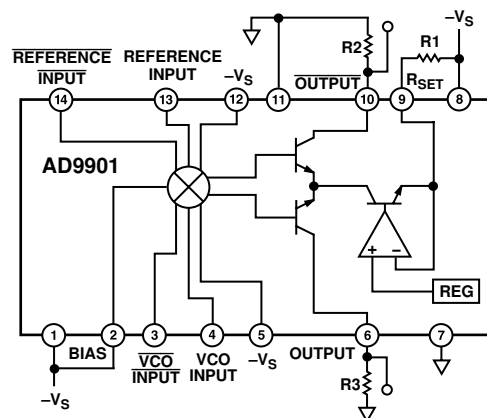 −VS
R2
R1
REFERENCE
INPUT
REFERENCE
INPUT
−VS
OUTPUT
RSET
14
13
12
11
10
9
8
AD9901
+
−
REG
1
2
3
4
5
6
7
BIAS
VCO
INPUT
VCO
INPUT
−VS
OUTPUT
−VS
R3